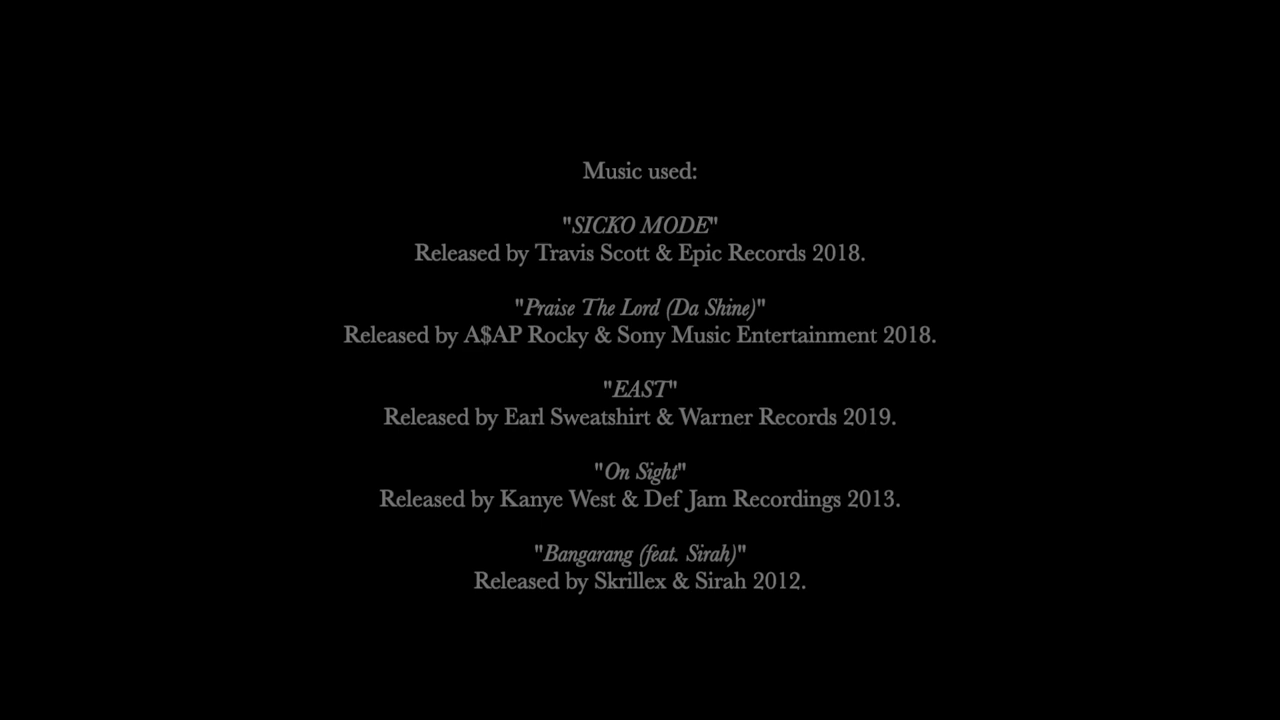 Music used:
"SICKO MODE"
Released by Travis Scott & Epic Records 2018.
"Praise The Lord (Da Shine)"
Released by A$AP Rocky & Sony Music Entertainment 2018.
"EAST"
Released by Earl Sweatshirt & Warner Records 2019.
"On Sight"
Released by Kanye West & Def Jam Recordings 2013.
"Bangarang (feat. Sirah)"
Released by Skrillex & Sirah 2012.